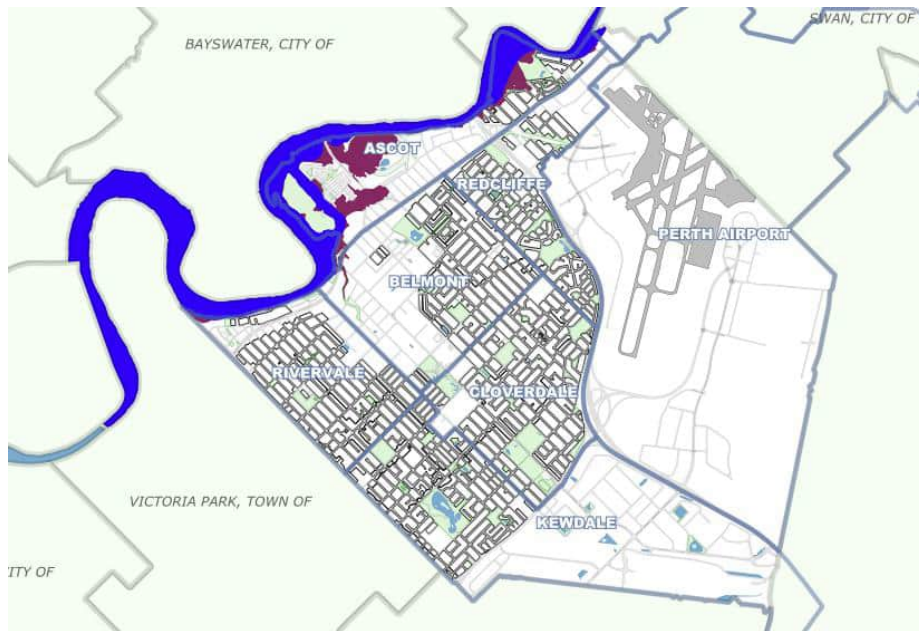 SWAN, CITY OF
BAYSWATER, CITY OF
ASCOT
REDCLIFFE
PERTH AIRPORT
BELMONT
RIVERVALE
CLOVERDALE
VICTORIA PARK, TOWN OF
KEWDALE
ITY OF